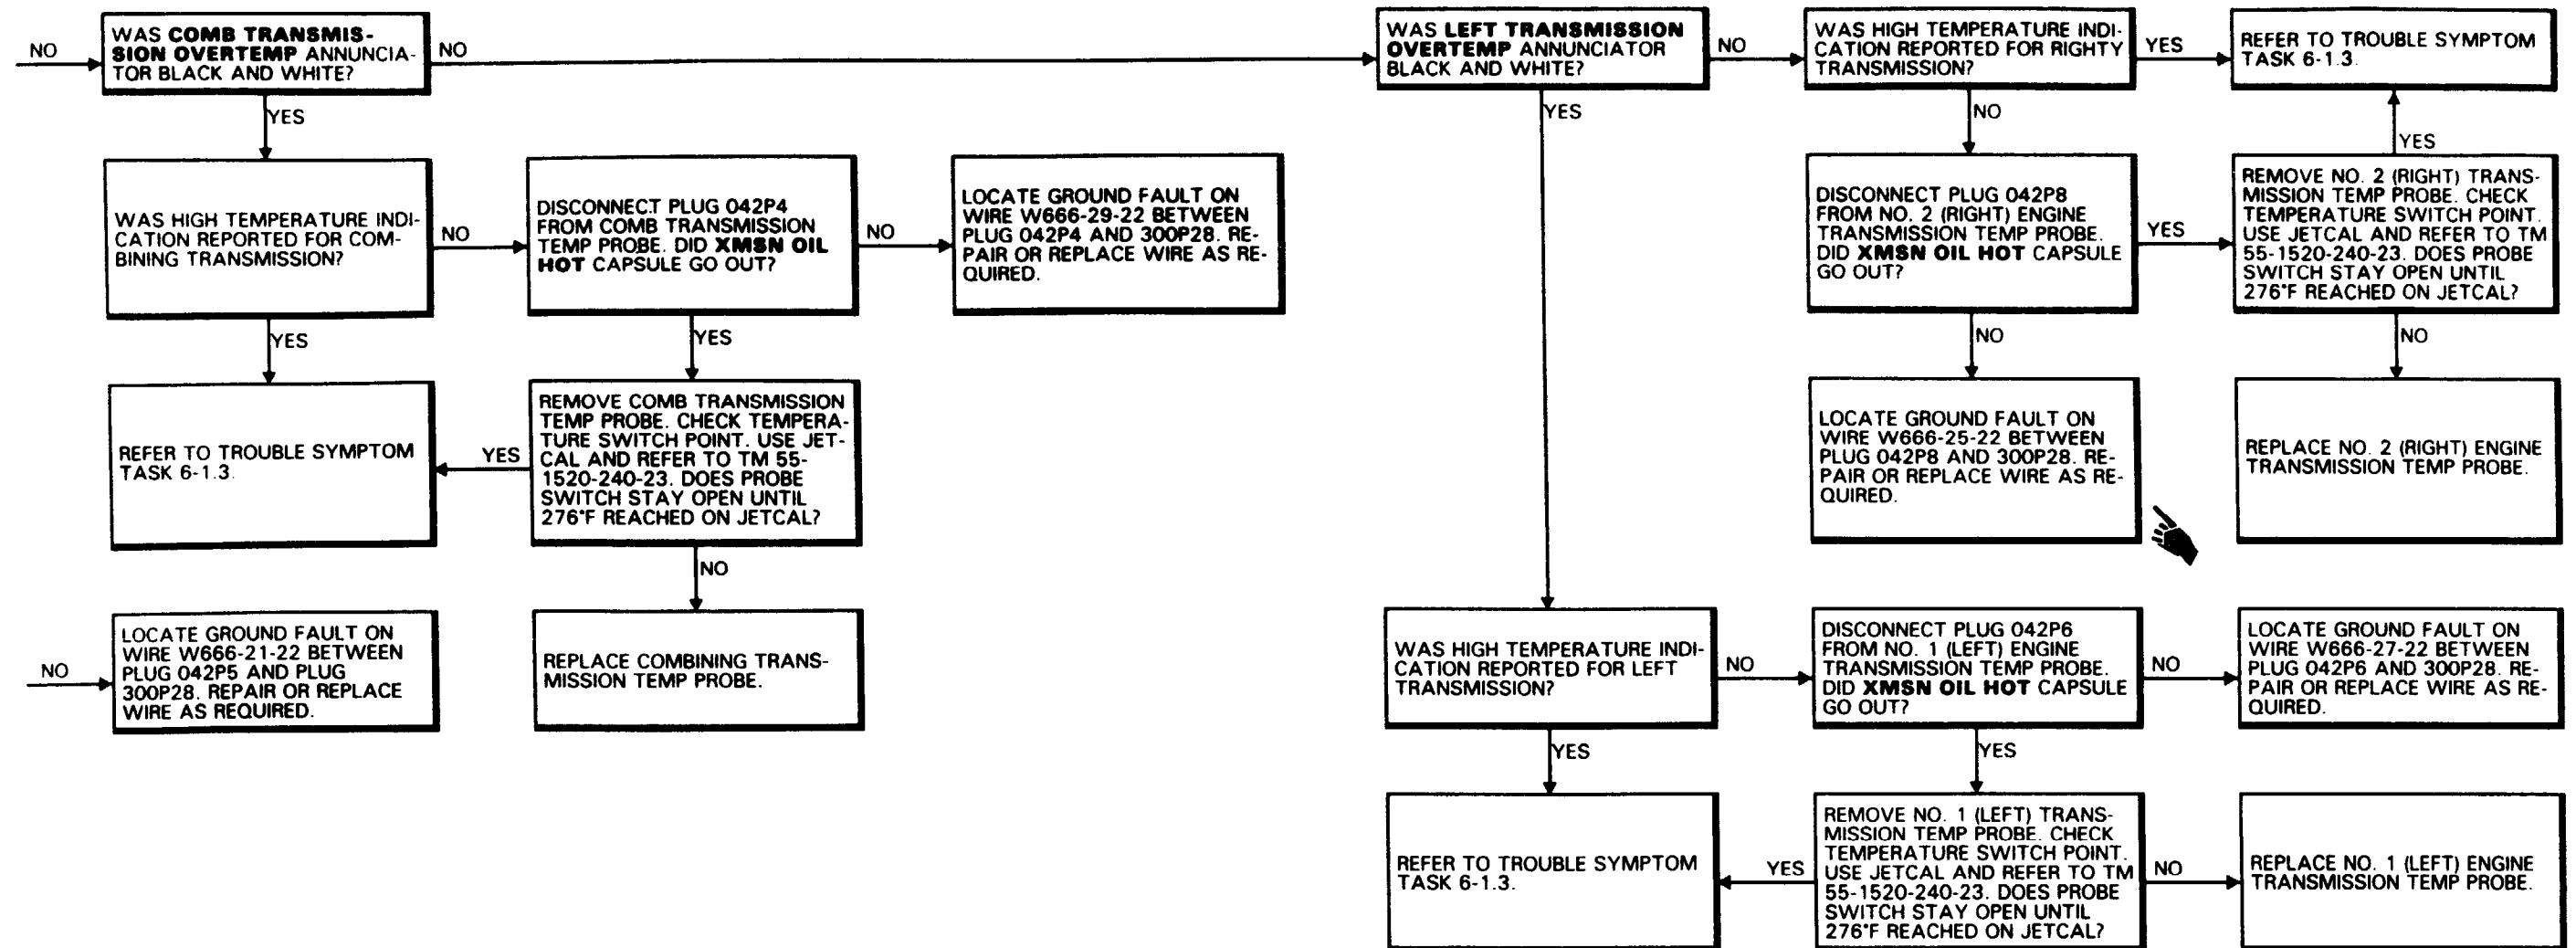 NO
WAS COMB TRANSMIS-
SION OVERTEMP ANNUNCIA-
TOR BLACK AND WHITE?
NO
WAS LEFT TRANSMISSION
OVERTEMP ANNUNCIATOR
BLACK AND WHITE?
NO
WAS HIGH TEMPERATURE INDI-
CATION REPORTED FOR RIGHTY
TRANSMISSION?
YES
REFER TO TROUBLE SYMPTOM
TASK 6-1.3.
YES
YES
NO
YES
WAS HIGH TEMPERATURE INDI-
CATION REPORTED FOR COM-
BINING TRANSMISSION?
NO
DISCONNECT PLUG 042P4
FROM COMB TRANSMISSION
TEMP PROBE. DID XMSN OIL
HOT CAPSULE GO OUT?
NO
LOCATE GROUND FAULT ON
WIRE W666-29-22 BETWEEN
PLUG 042P4 AND 300P28. RE-
PAIR OR REPLACE WIRE AS RE-
QUIRED.
DISCONNECT PLUG 042P8
FROM NO. 2 (RIGHT) ENGINE
TRANSMISSION TEMP PROBE.
DID XMSN OIL HOT CAPSULE
GO OUT?
YES
REMOVE NO. 2 (RIGHT) TRANS-
MISSION TEMP PROBE. CHECK
TEMPERATURE SWITCH POINT.
USE JETCAL AND REFER TO TM
55-1520-240-23. DOES PROBE
SWITCH STAY OPEN UNTIL
276°F REACHED ON JETCAL?
YES
YES
NO
NO
REFER TO TROUBLE SYMPTOM
TASK 6-1.3.
YES
REMOVE COMB TRANSMISSION
TEMP PROBE. CHECK TEMPERA-
TURE SWITCH POINT. USE JET-
CAL AND REFER TO TM 55-
1520-240-23. DOES PROBE
SWITCH STAY OPEN UNTIL
276°F REACHED ON JETCAL?
LOCATE GROUND FAULT ON
WIRE W666-25-22 BETWEEN
PLUG 042P8 AND 300P28. RE-
PAIR OR REPLACE WIRE AS RE-
QUIRED.
REPLACE NO. 2 (RIGHT) ENGINE
TRANSMISSION TEMP PROBE.
NO
NO
LOCATE GROUND FAULT ON
WIRE W666-21-22 BETWEEN
PLUG 042P5 AND PLUG
300P28. REPAIR OR REPLACE
WIRE AS REQUIRED.
REPLACE COMBINING TRANS-
MISSION TEMP PROBE.
WAS HIGH TEMPERATURE INDI-
CATION REPORTED FOR LEFT
TRANSMISSION?
NO
DISCONNECT PLUG 042P6
FROM NO. 1 (LEFT) ENGINE
TRANSMISSION TEMP PROBE.
DID XMSN OIL HOT CAPSULE
GO OUT?
NO
LOCATE GROUND FAULT ON
WIRE W666-27-22 BETWEEN
PLUG 042P6 AND 300P28. RE-
PAIR OR REPLACE WIRE AS RE-
QUIRED.
YES
YES
REFER TO TROUBLE SYMPTOM
TASK 6-1.3.
YES
REMOVE NO. 1 (LEFT) TRANS-
MISSION TEMP PROBE. CHECK
TEMPERATURE SWITCH POINT.
USE JETCAL AND REFER TO TM
55-1520-240-23. DOES PROBE
SWITCH STAY OPEN UNTIL
276°F REACHED ON JETCAL?
NO
REPLACE NO. 1 (LEFT) ENGINE
TRANSMISSION TEMP PROBE.